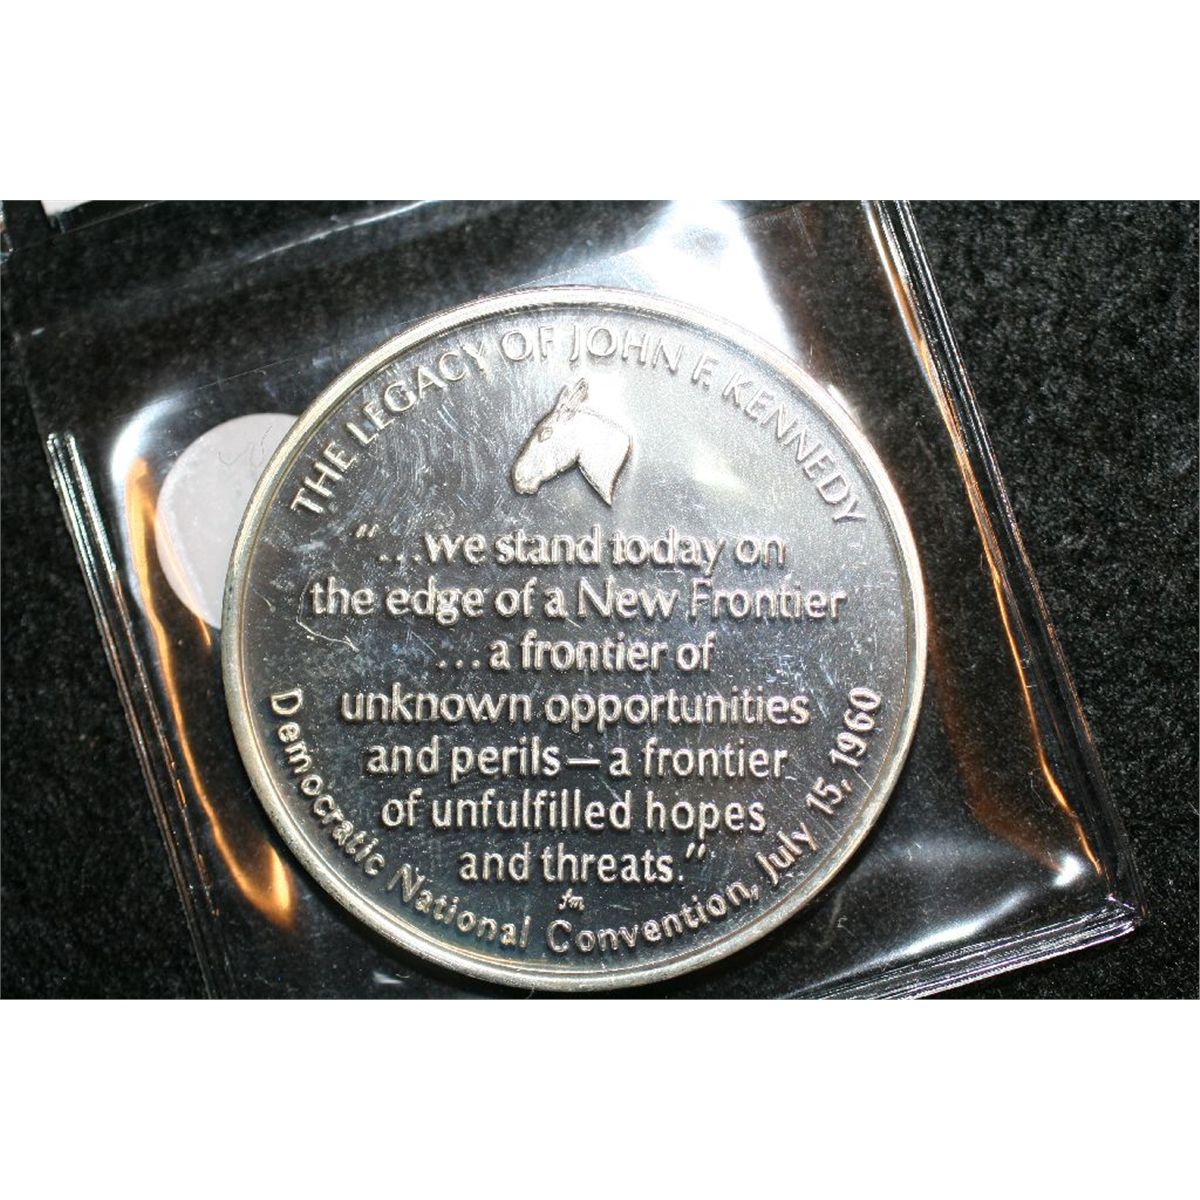 THE LEGACY OF JOHN F. KENNEDY
"...we stand today on
the edge of a New Frontier
...a frontier of
unknown opportunities
and perils—a frontier
of unfulfilled hopes
and threats."
fm
Democratic National Convention, July 15, 1960